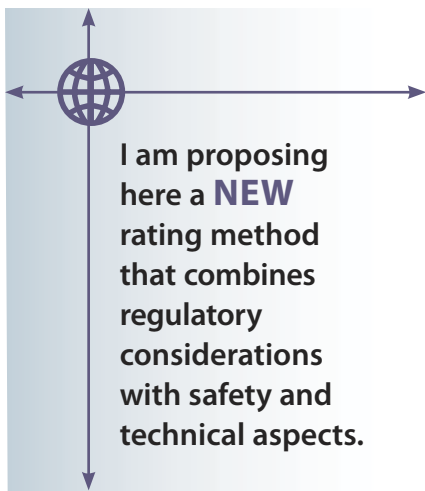 I am proposing
here a NEW
rating method
that combines
regulatory
considerations
with safety and
technical aspects.